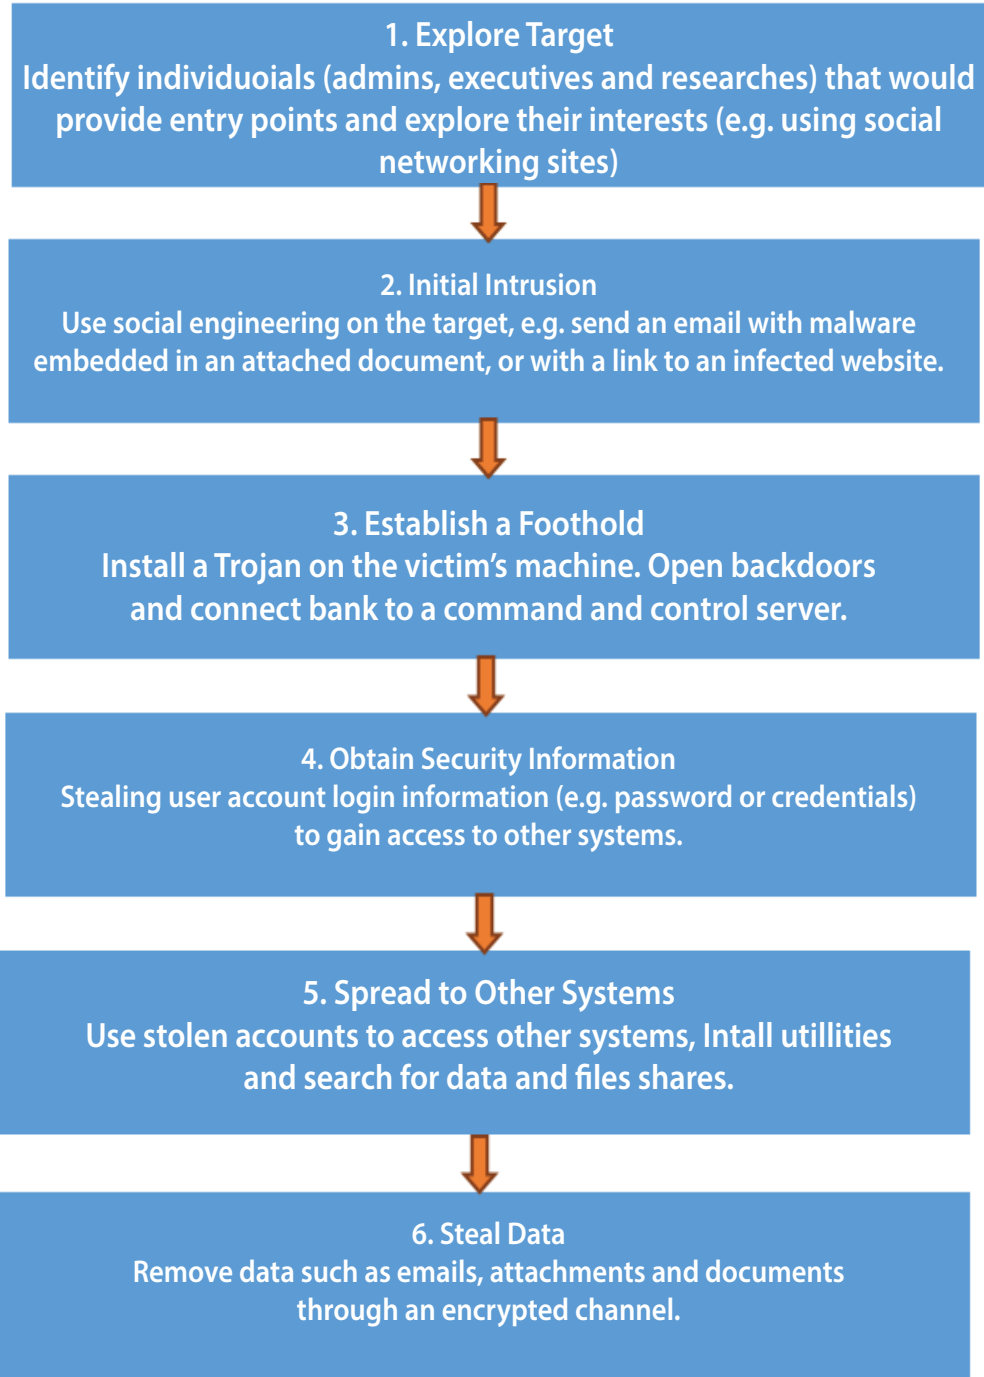 1. Explore Target
Identify individuoials (admins, executives and researches) that would
provide entry points and explore their interests (e.g. using social
networking sites)
2. Initial Intrusion
Use social engineering on the target, e.g. send an email with malware
embedded in an attached document, or with a link to an infected website.
3. Establish a Foothold
Install a Trojan on the victim’s machine. Open backdoors
and connect bank to a command and control server.
4. Obtain Security Information
Stealing user account login information (e.g. password or credentials)
to gain access to other systems.
5. Spread to Other Systems
Use stolen accounts to access other systems, Intall utillities
and search for data and files shares.
6. Steal Data
Remove data such as emails, attachments and documents
through an encrypted channel.